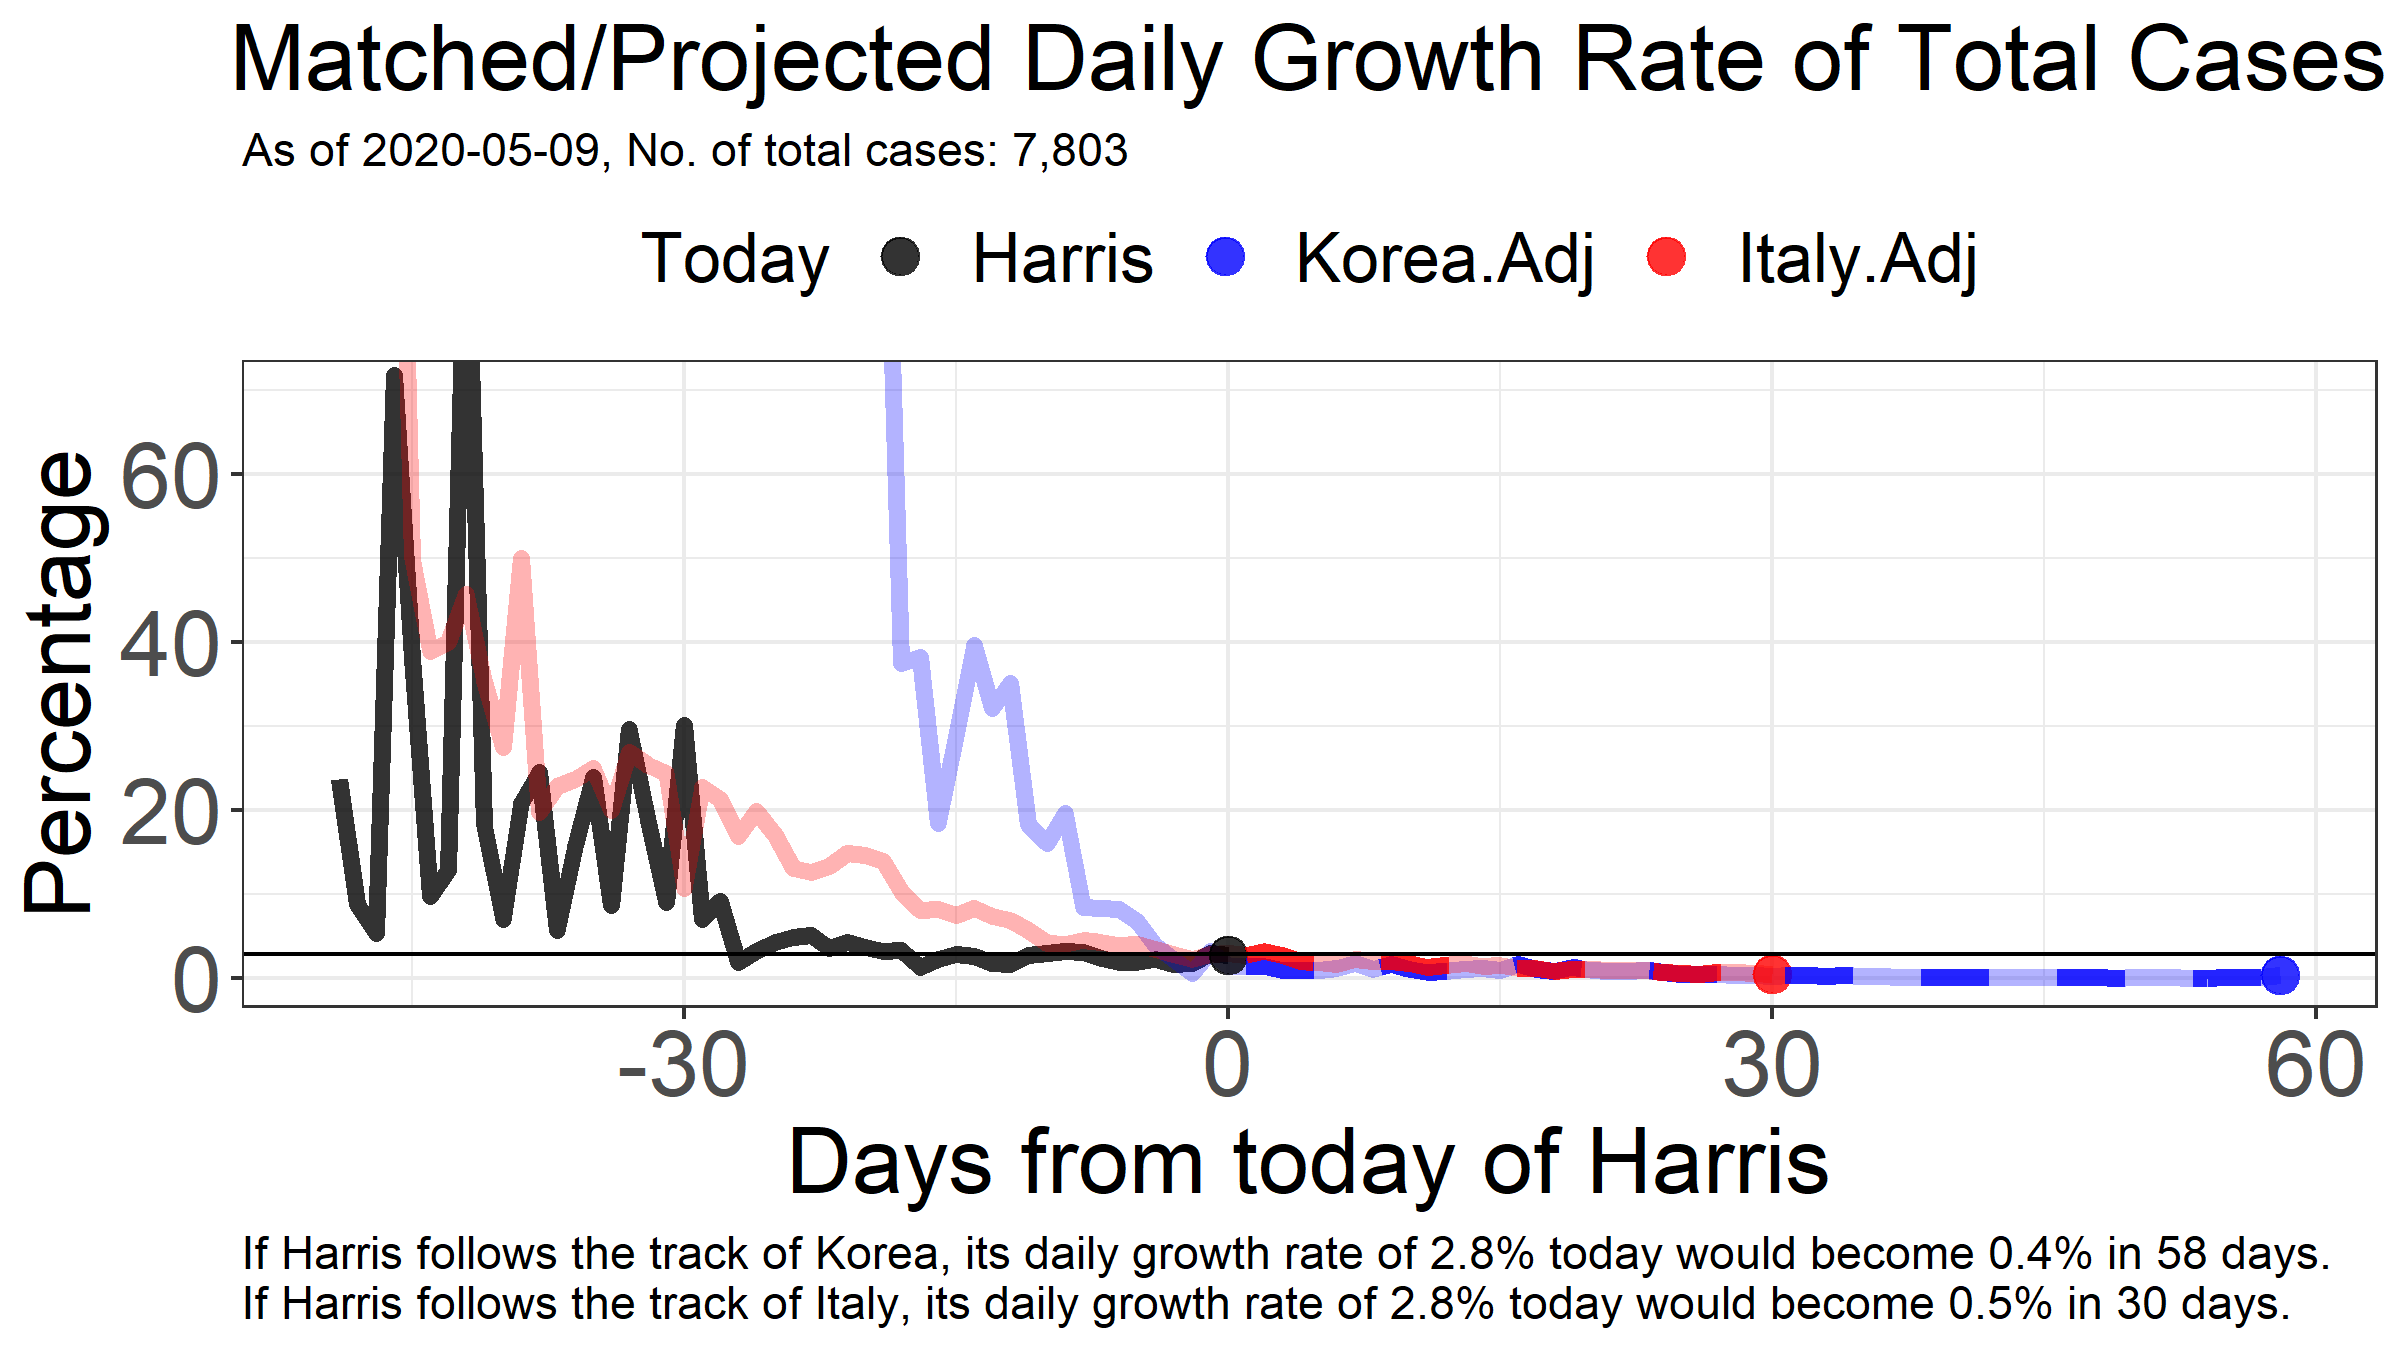 Matched/Projected Daily Growth Rate of Total Cases
As of 2020-05-09, No. of total cases: 7,803
Today Harris Korea.Adj Italy.Adj
Percentage
60
40
20
0
-30 0 30 60
Days from today of Harris
If Harris follows the track of Korea, its daily growth rate of 2.8% today would become 0.4% in 58 days.
If Harris follows the track of Italy, its daily growth rate of 2.8% today would become 0.5% in 30 days.